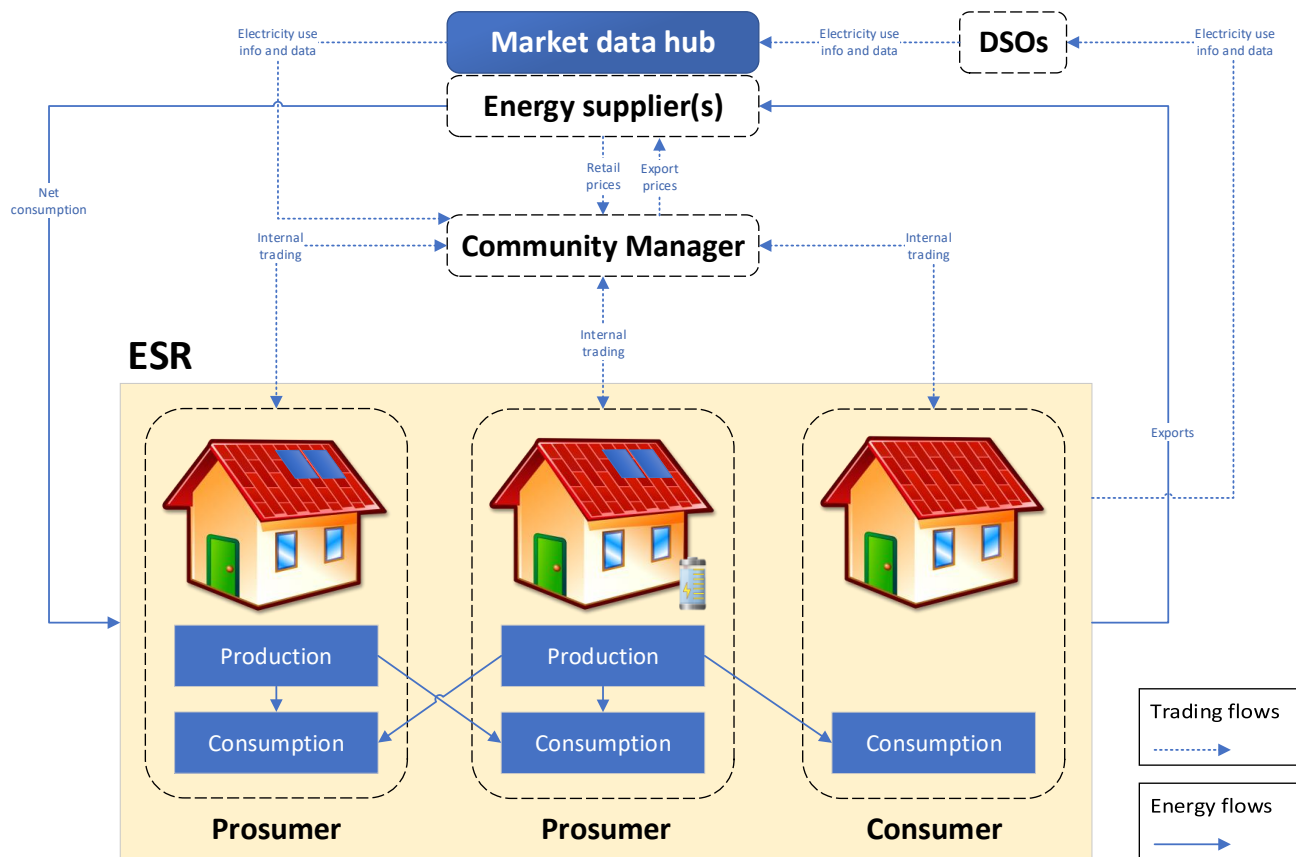 Electricity use
info and data
Market data hub
Electricity use
info and data
DSOs
Electricity use
info and data
Energy supplier(s)
Net
consumption
Retail
prices
Export
prices
Internal
trading
Community Manager
Internal
trading
Internal
trading
ESR
Exports
Production
Production
Consumption
Consumption
Consumption
Prosumer
Prosumer
Consumer
Trading flows
Energy flows